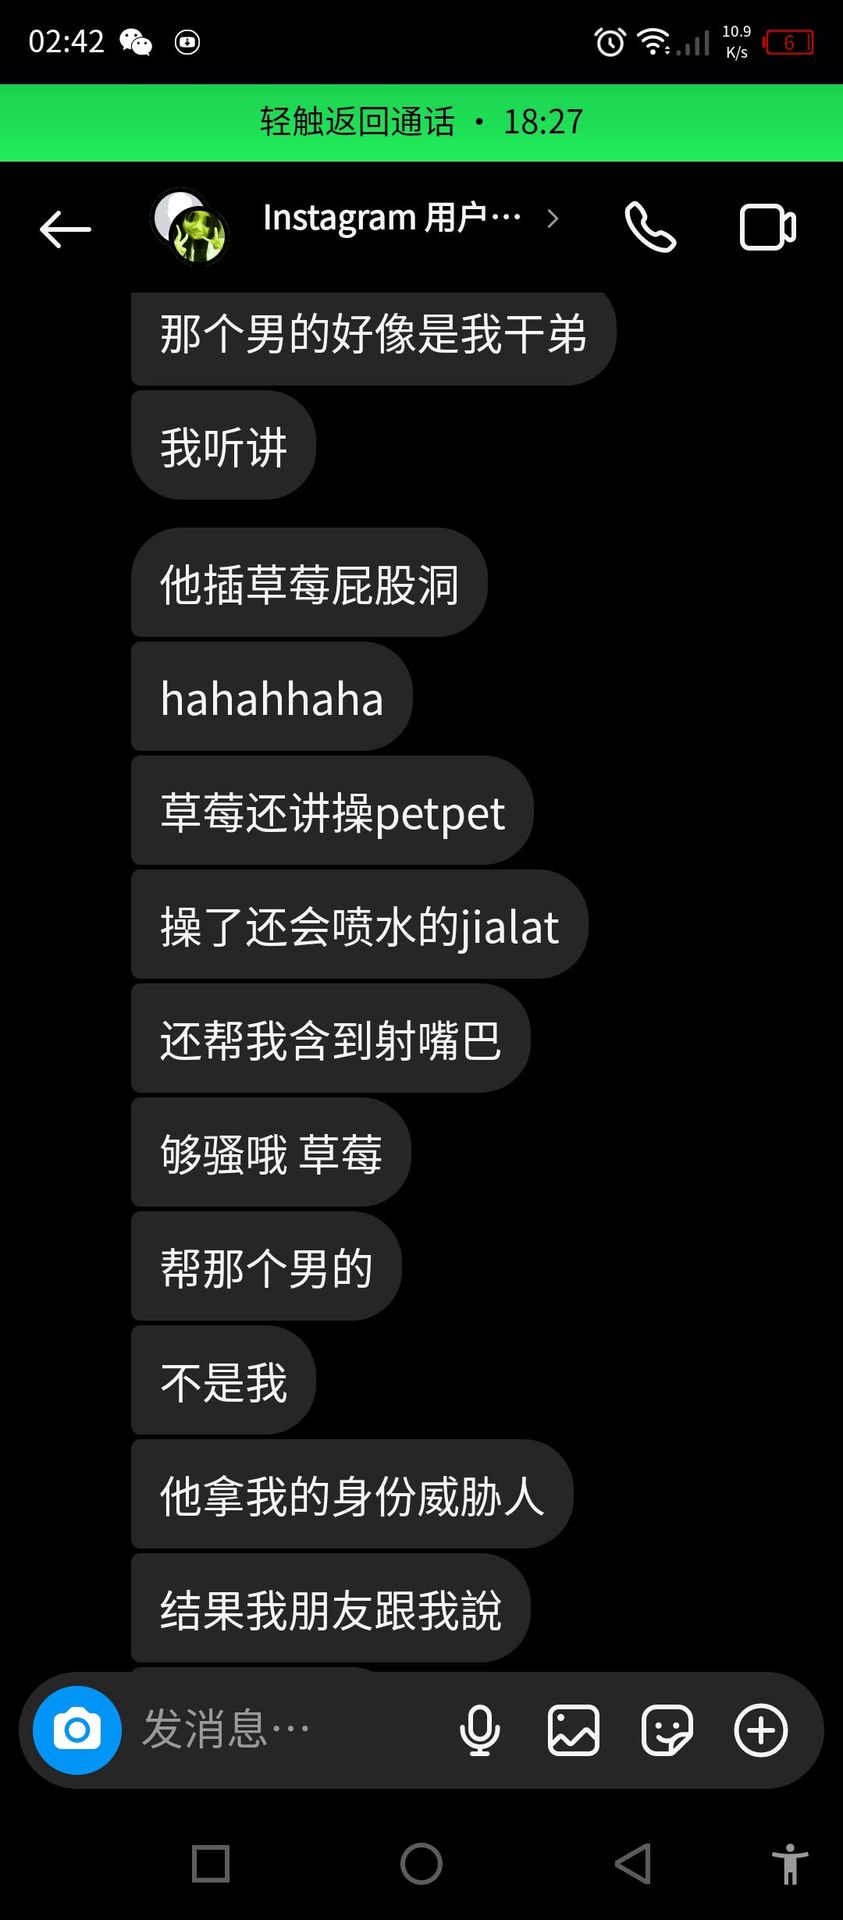 02:42
10.9
K/s
6
轻触返回通话 · 18:27
Instagram 用户…
那个男的好像是我干弟
我听讲
他插草莓屁股洞
hahahhaha
草莓还讲操petpet
操了还会喷水的jialat
还帮我含到射嘴巴
够骚哦 草莓
帮那个男的
不是我
他拿我的身份威胁人
结果我朋友跟我說
发消息…